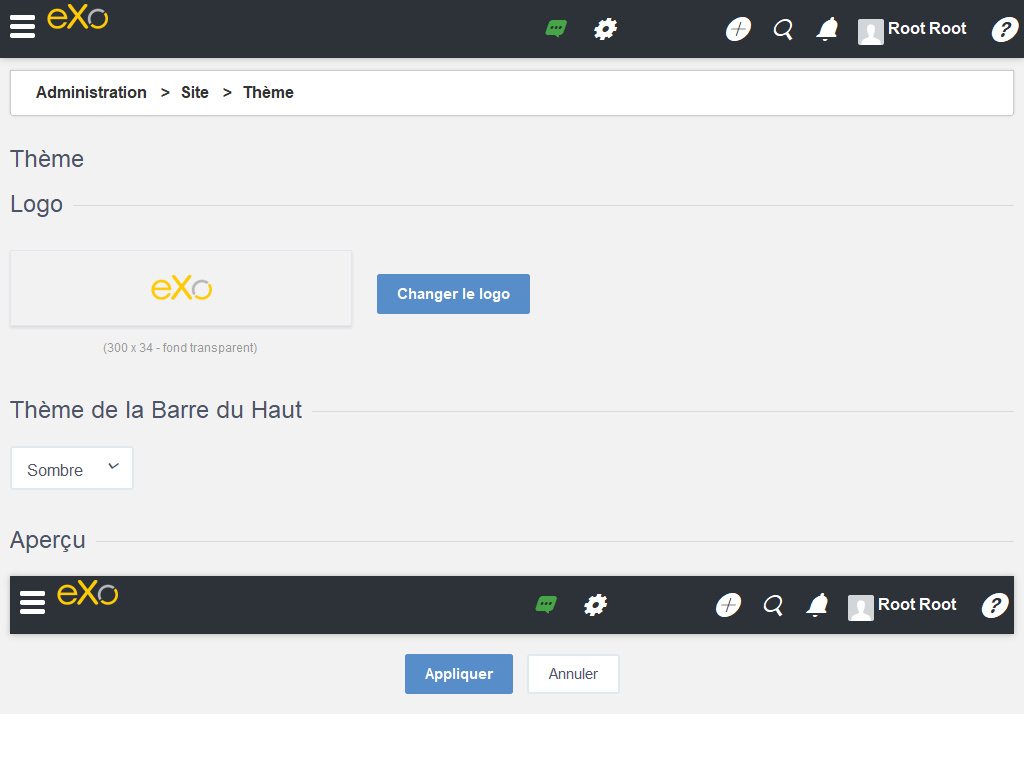 eXo
Root Root
?
Administration > Site > Thème
Thème
Logo
eXo
Changer le logo
(300 x 34 - fond transparent)
Thème de la Barre du Haut
Sombre
Aperçu
eXo
Root Root
?
Appliquer
Annuler